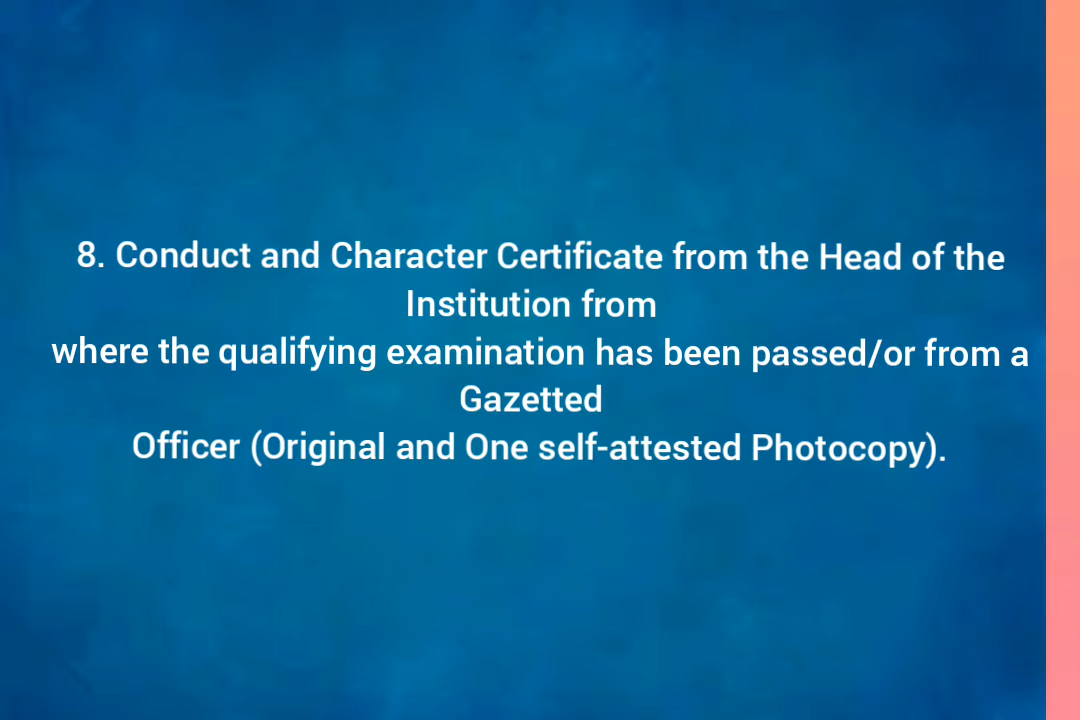 8. Conduct and Character Certificate from the Head of the
Institution from
where the qualifying examination has been passed/or from a
Gazetted
Officer (Original and One self-attested Photocopy).